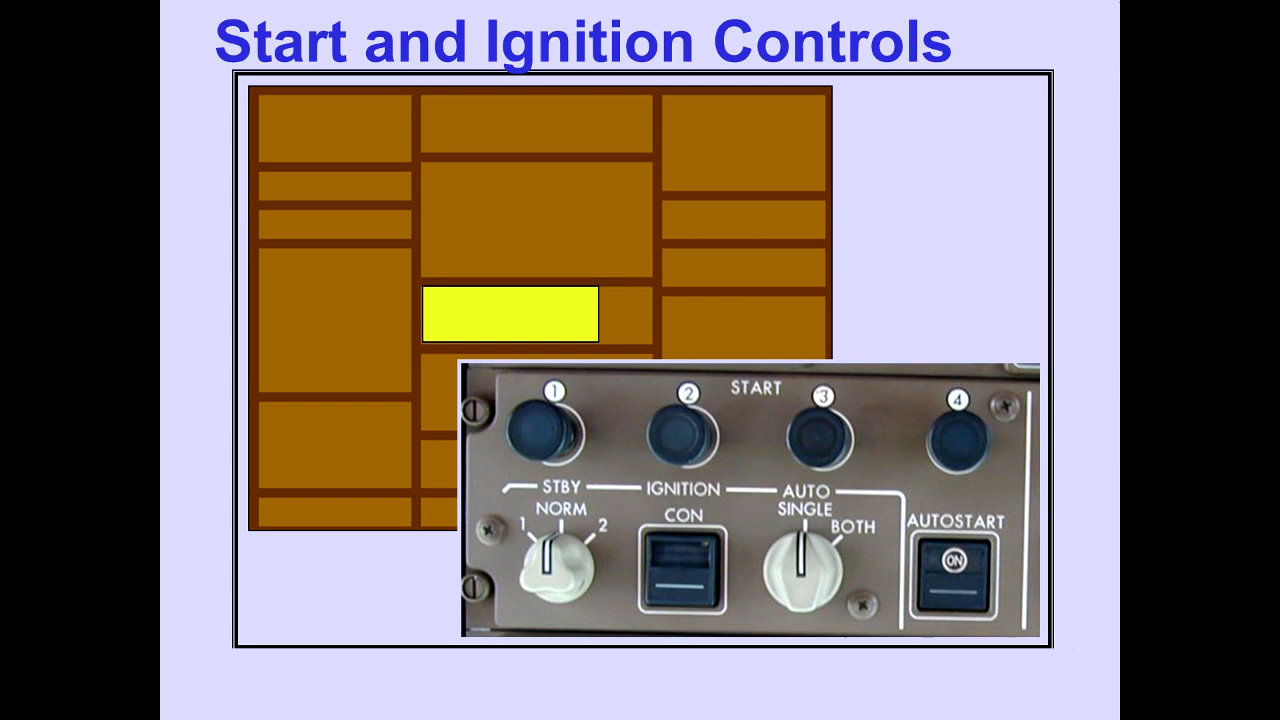 Start and Ignition Controls
1 2 START 3 4
STBY IGNITION AUTO
NORM CON SINGLE
1 2 BOTH AUTOSTART
ON